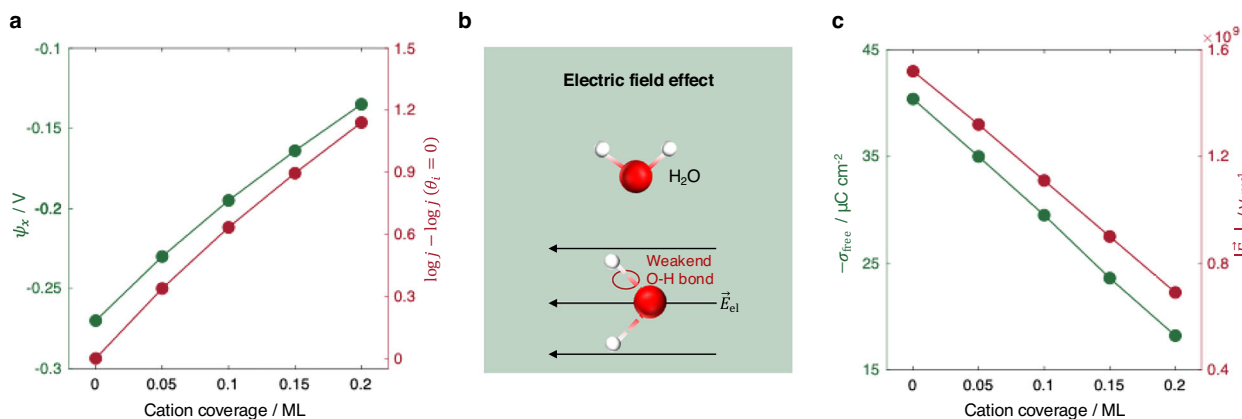 a
-0.1
-0.15
-0.2
-0.25
-0.3
ψx / V
1.5
1.2
0.9
0.6
0.3
0
log j − log j (θi = 0)
0 0.05 0.1 0.15 0.2
Cation coverage / ML
b
Electric field effect
H₂O
Weakend
O-H bond
E⃗el
c
45
35
25
15
−σfree / µC cm-2
×10⁹
1.6
1.2
0.8
0.4
0 0.05 0.1 0.15 0.2
Cation coverage / ML